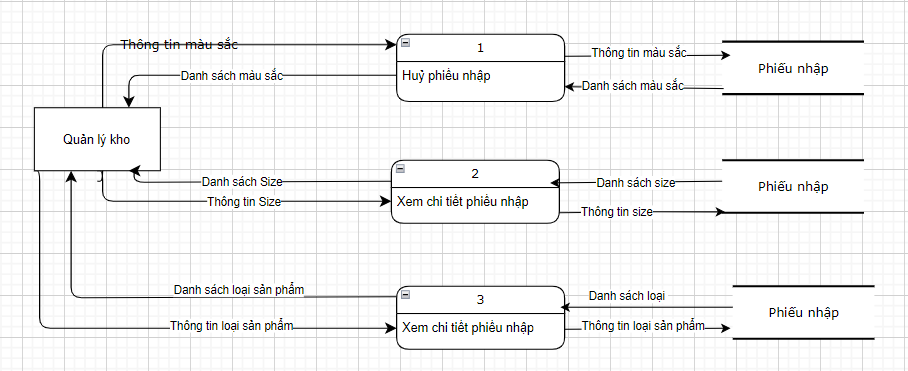 Thông tin màu sắc
1
Thông tin màu sắc
Phiếu nhập
Danh sách màu sắc
Huỷ phiếu nhập
Danh sách màu sắc
Quản lý kho
2
Danh sách Size
Danh sách size
Phiếu nhập
Thông tin Size
Xem chi tiết phiếu nhập
Thông tin size
Danh sách loại sản phẩm
3
Danh sách loại
Phiếu nhập
Thông tin loại sản phẩm
Xem chi tiết phiếu nhập
Thông tin loại sản phẩm